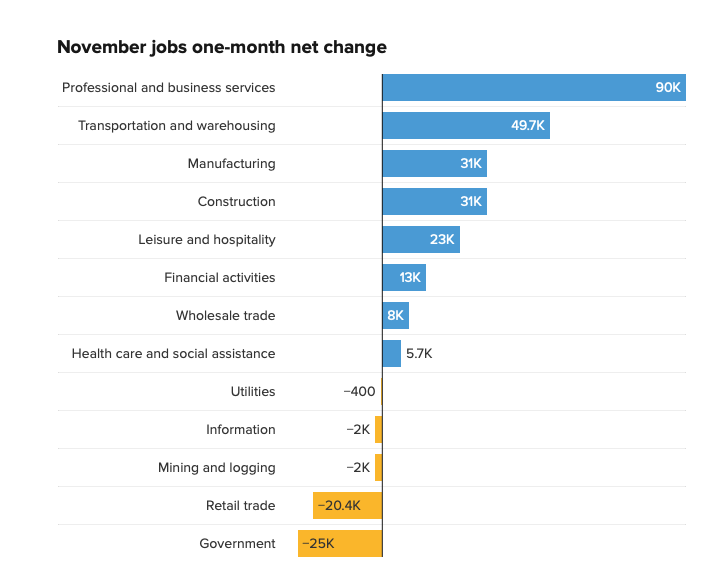 November jobs one-month net change
Professional and business services 90K
Transportation and warehousing 49.7K
Manufacturing 31K
Construction 31K
Leisure and hospitality 23K
Financial activities 13K
Wholesale trade 8K
Health care and social assistance 5.7K
Utilities −400
Information −2K
Mining and logging −2K
Retail trade −20.4K
Government −25K